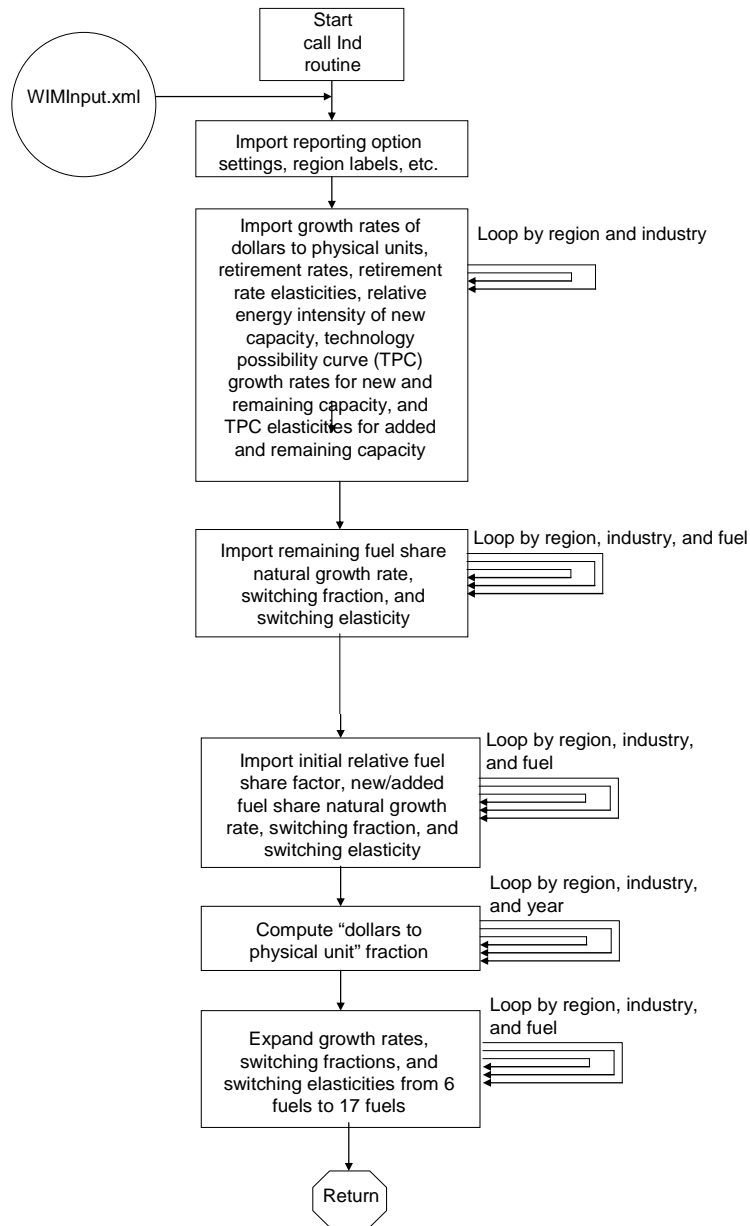 Start
call Ind
routine
WIMInput.xml
Import reporting option
settings, region labels, etc.
Import growth rates of
dollars to physical units,
retirement rates, retirement
rate elasticities, relative
energy intensity of new
capacity, technology
possibility curve (TPC)
growth rates for new and
remaining capacity, and
TPC elasticities for added
and remaining capacity
Loop by region and industry
Import remaining fuel share
natural growth rate,
switching fraction, and
switching elasticity
Loop by region, industry, and fuel
Import initial relative fuel
share factor, new/added
fuel share natural growth
rate, switching fraction, and
switching elasticity
Loop by region, industry,
and fuel
Compute “dollars to
physical unit” fraction
Loop by region, industry,
and year
Expand growth rates,
switching fractions, and
switching elasticities from 6
fuels to 17 fuels
Loop by region, industry,
and fuel
Return